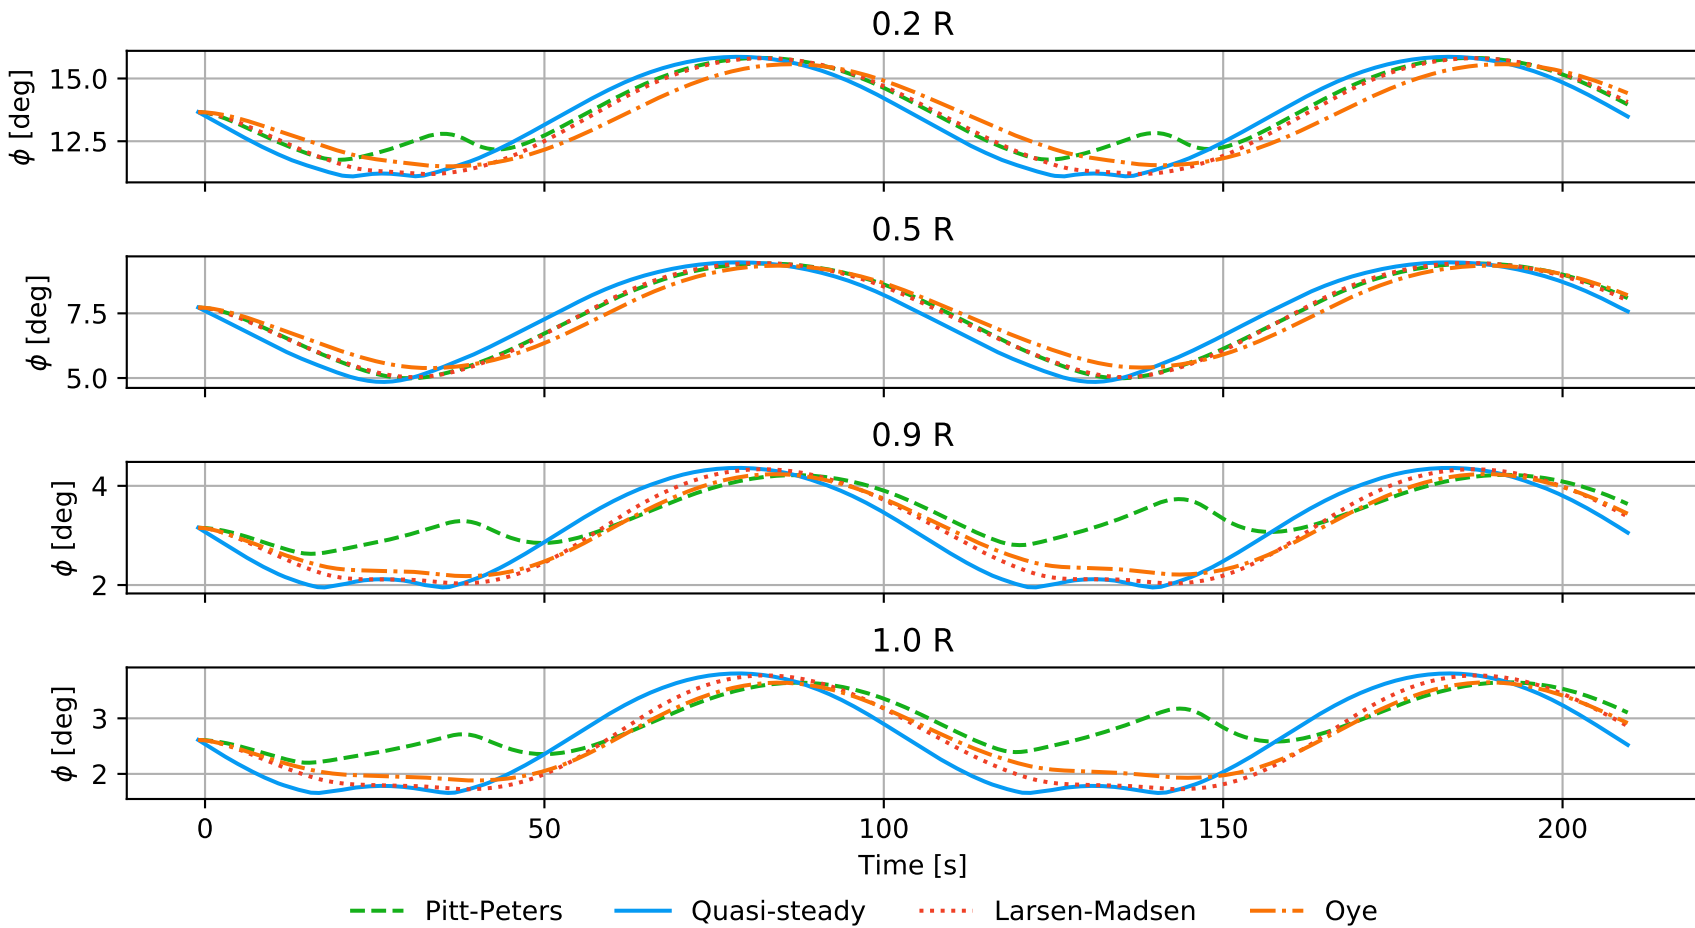 0.2 R
ϕ [deg]
15.0
12.5
0.5 R
ϕ [deg]
7.5
5.0
0.9 R
ϕ [deg]
4
2
1.0 R
ϕ [deg]
3
2
0 50 100 150 200
Time [s]
Pitt-Peters Quasi-steady Larsen-Madsen Oye